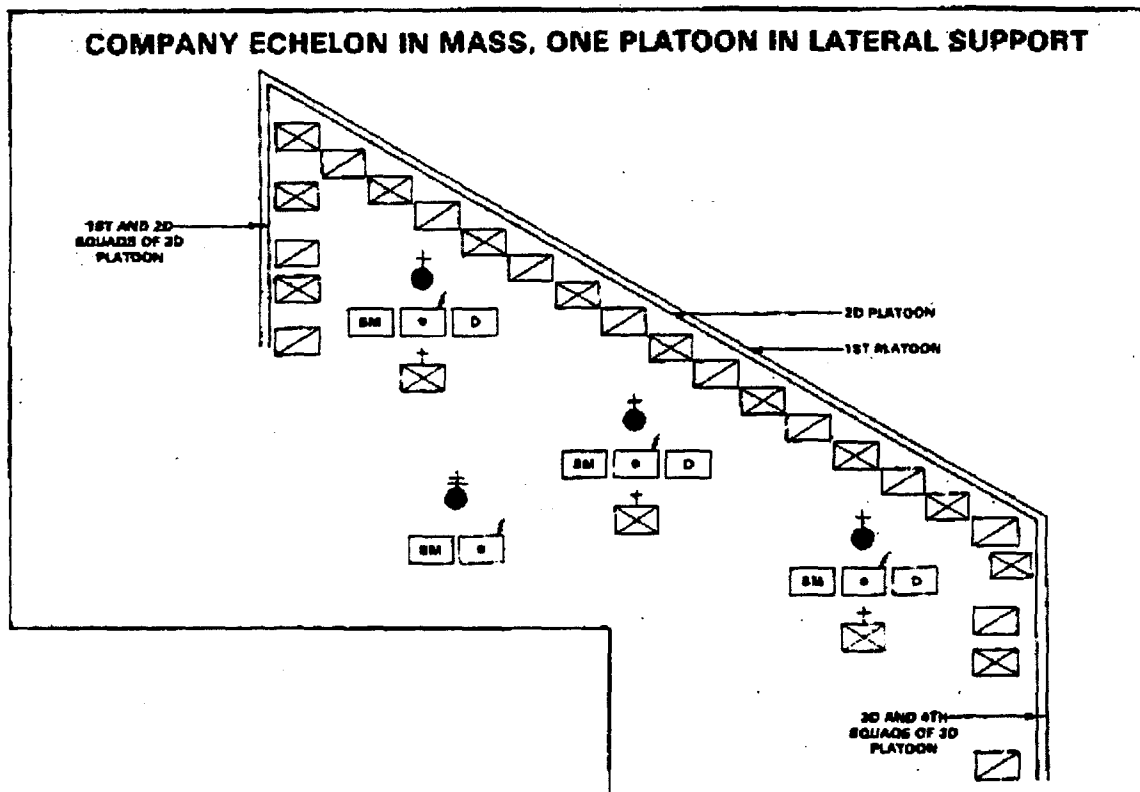 COMPANY ECHELON IN MASS, ONE PLATOON IN LATERAL SUPPORT
1ST AND 2D
SQUADS OF 3D
PLATOON
2D PLATOON
1ST PLATOON
SM
D
SM
D
SM
SM
D
3D AND 4TH
SQUADS OF 3D
PLATOON